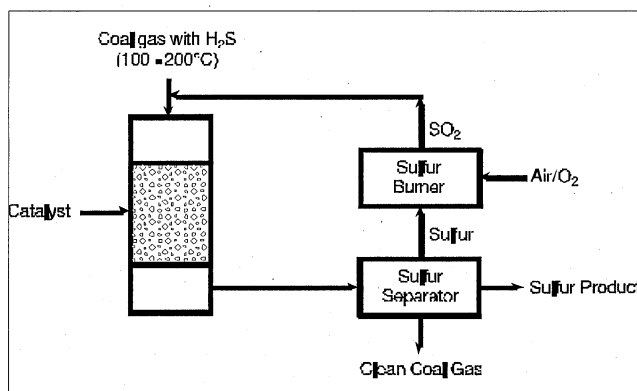 Coal gas with H₂S
(100 - 200°C)
SO₂
Sulfur
Burner
Air/O₂
Catalyst
Sulfur
Sulfur
Separator
Sulfur Product
Clean Coal Gas